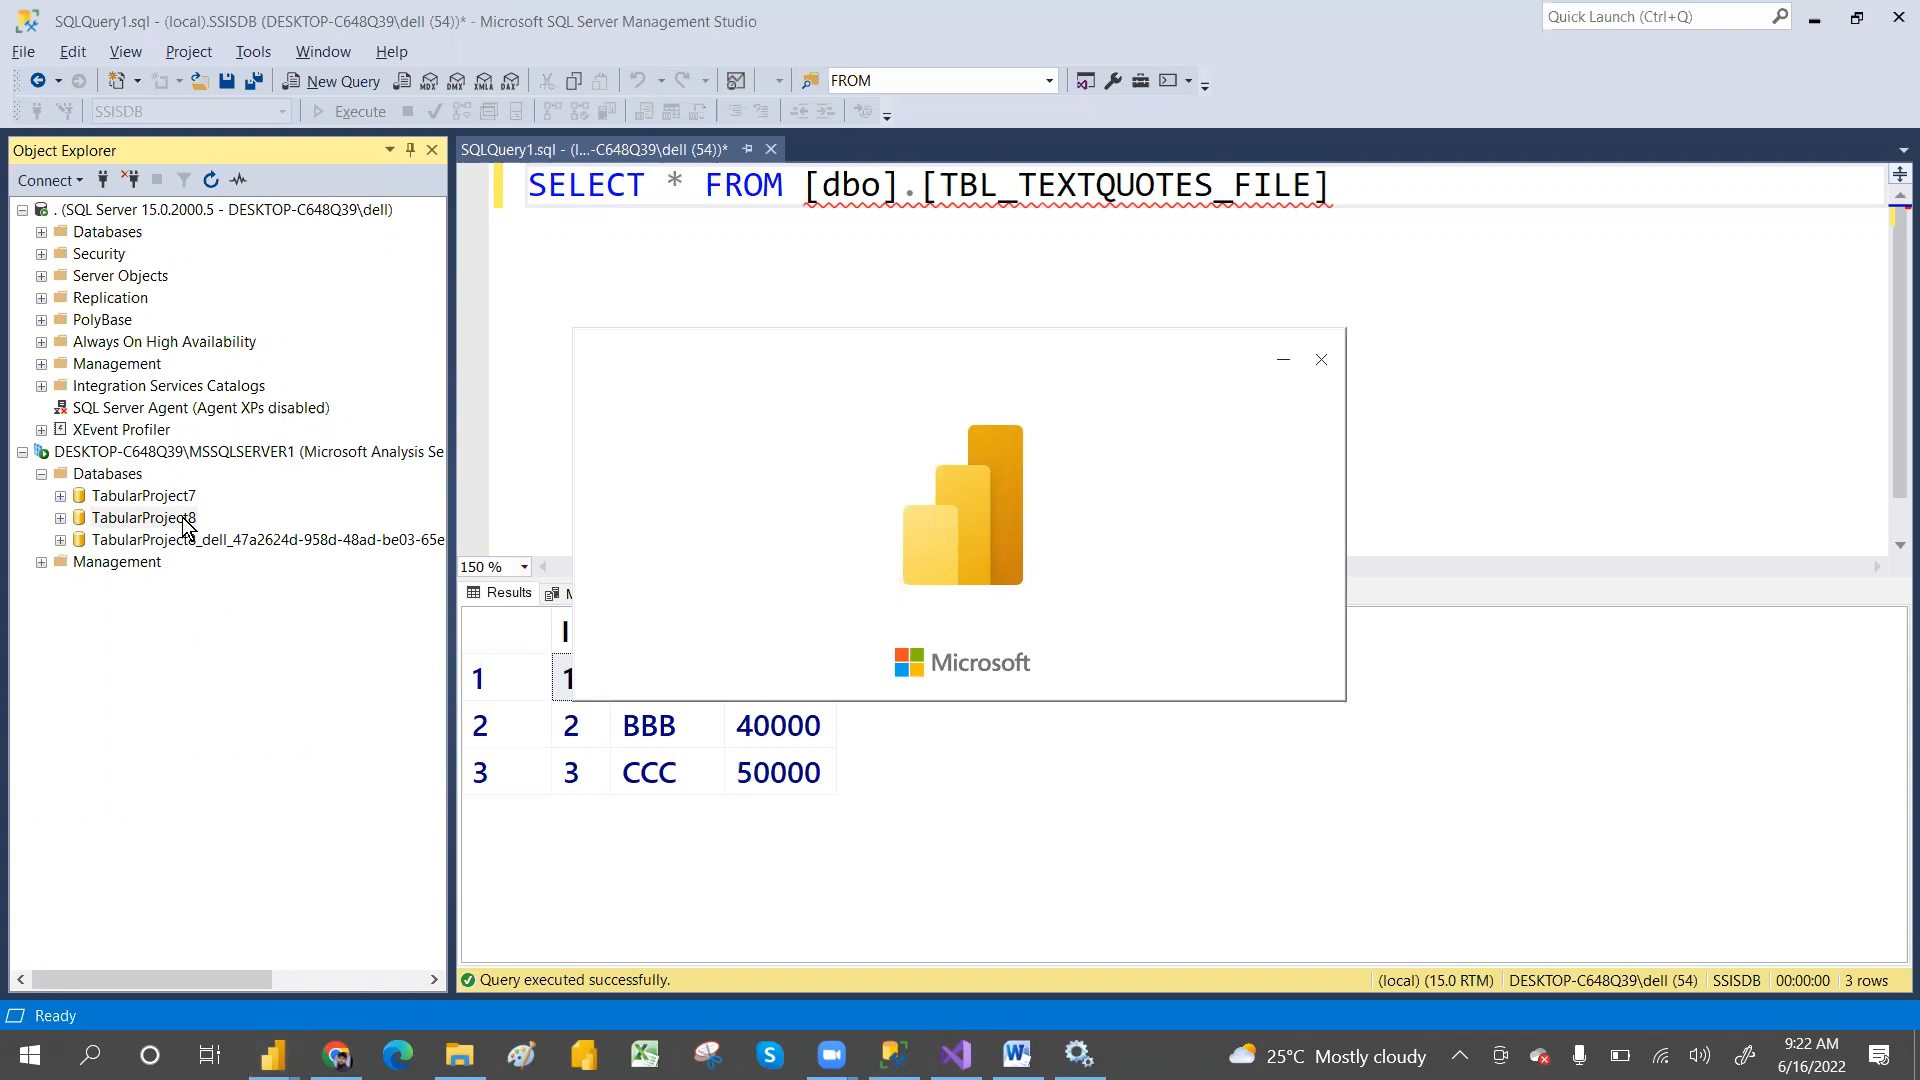 SQLQuery1.sql - (local).SSISDB (DESKTOP-C648Q39\dell (54))* - Microsoft SQL Server Management Studio
Quick Launch (Ctrl+Q)
File Edit View Project Tools Window Help
New Query MDX DMX XMLA DAX FROM
SSISDB Execute
Object Explorer
SQLQuery1.sql - (l...-C648Q39\dell (54))*
Connect
SELECT * FROM [dbo].[TBL_TEXTQUOTES_FILE]
. (SQL Server 15.0.2000.5 - DESKTOP-C648Q39\dell)
Databases
Security
Server Objects
Replication
PolyBase
Always On High Availability
Management
Integration Services Catalogs
SQL Server Agent (Agent XPs disabled)
XEvent Profiler
DESKTOP-C648Q39\MSSQLSERVER1 (Microsoft Analysis Se
Databases
TabularProject7
TabularProject8
TabularProject8_dell_47a2624d-958d-48ad-be03-65e
Management
Microsoft
150 %
Results M
I
1 1
2 2 BBB 40000
3 3 CCC 50000
Query executed successfully.
(local) (15.0 RTM) DESKTOP-C648Q39\dell (54) SSISDB 00:00:00 3 rows
Ready
25°C Mostly cloudy
9:22 AM
6/16/2022